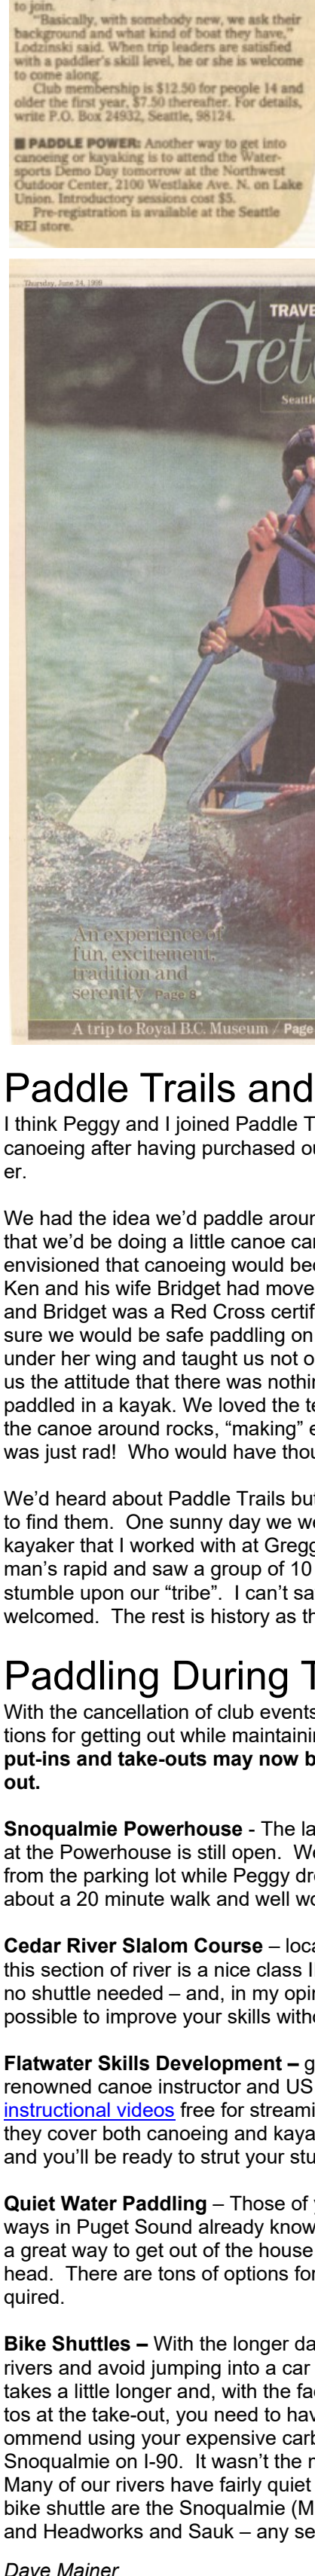 to join.
"Basically, with somebody new, we ask their
background and what kind of boat they have,"
Lodzinski said. When trip leaders are satisfied
with a paddler's skill level, he or she is welcome
to come along.
Club membership is $12.50 for people 14 and
older the first year, $7.50 thereafter. For details,
write P.O. Box 24932, Seattle, 98124.
■ PADDLE POWER: Another way to get into
canoeing or kayaking is to attend the Water-
sports Demo Day tomorrow at the Northwest
Outdoor Center, 2100 Westlake Ave. N. on Lake
Union. Introductory sessions cost $5.
Pre-registration is available at the Seattle
REI store.
Thursday, June 24, 1999
TRAVE
Get
Seattl
An experience of
fun, excitement,
tradition and
serenity Page 8
A trip to Royal B.C. Museum / Page
Paddle Trails and
I think Peggy and I joined Paddle T
canoeing after having purchased ou
er.
We had the idea we'd paddle aroun
that we'd be doing a little canoe ca
envisioned that canoeing would bec
Ken and his wife Bridget had move
and Bridget was a Red Cross certif
sure we would be safe paddling on
under her wing and taught us not o
us the attitude that there was nothin
paddled in a kayak. We loved the te
the canoe around rocks, "making" e
was just rad!  Who would have thou
We'd heard about Paddle Trails but
to find them.  One sunny day we we
kayaker that I worked with at Gregg
man's rapid and saw a group of 10
stumble upon our "tribe".  I can't sa
welcomed.  The rest is history as th
Paddling During T
With the cancellation of club events
tions for getting out while maintainin
put-ins and take-outs may now b
out.
Snoqualmie Powerhouse - The la
at the Powerhouse is still open.  We
from the parking lot while Peggy dro
about a 20 minute walk and well wo
Cedar River Slalom Course – loca
this section of river is a nice class I
no shuttle needed – and, in my opin
possible to improve your skills witho
Flatwater Skills Development – g
renowned canoe instructor and US
instructional videos free for streami
they cover both canoeing and kaya
and you'll be ready to strut your stu
Quiet Water Paddling – Those of y
ways in Puget Sound already know
a great way to get out of the house
head.  There are tons of options for
quired.
Bike Shuttles – With the longer da
rivers and avoid jumping into a car
takes a little longer and, with the fac
tos at the take-out, you need to hav
ommend using your expensive carb
Snoqualmie on I-90.  It wasn't the m
Many of our rivers have fairly quiet
bike shuttle are the Snoqualmie (M
and Headworks and Sauk – any se
Dave Mainer